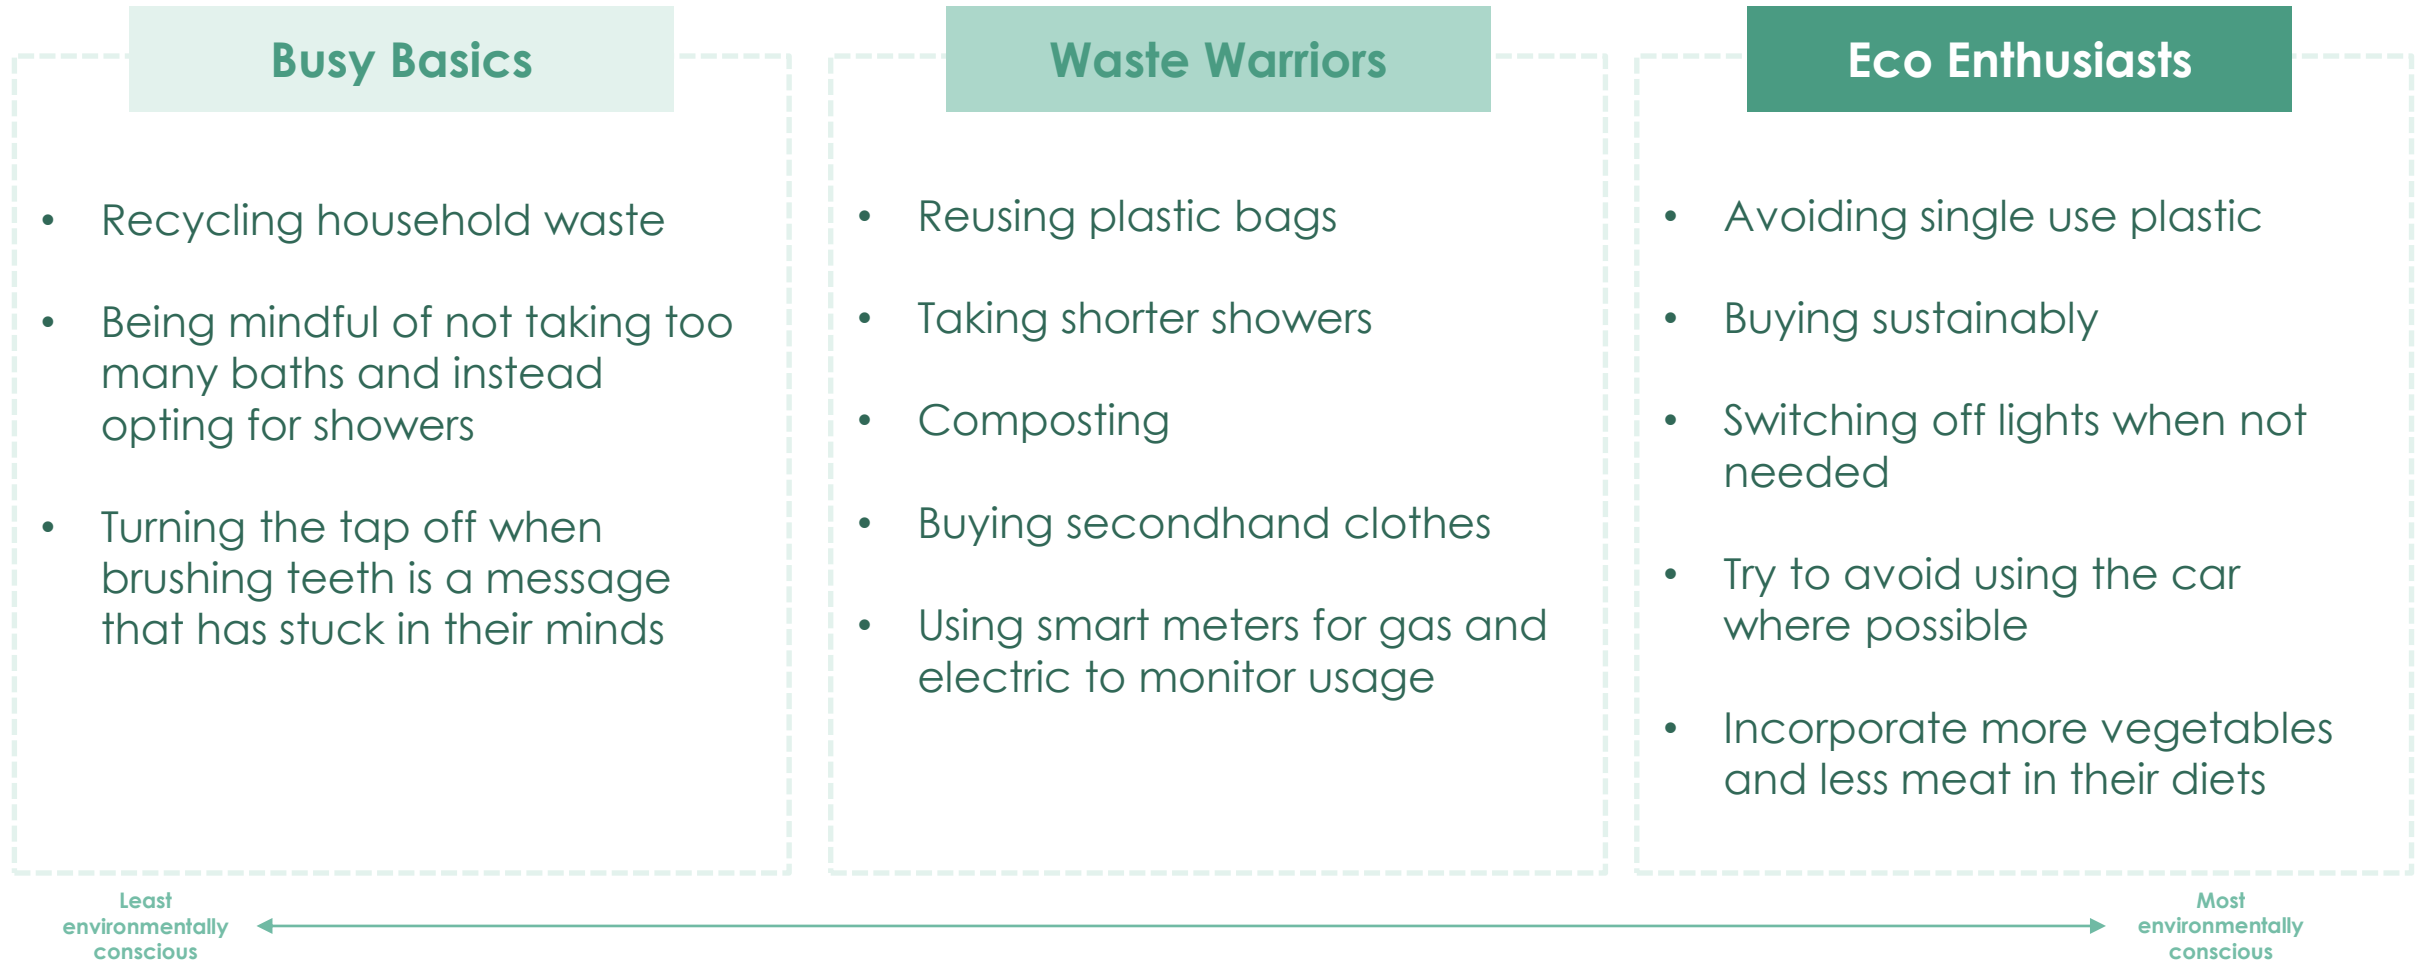 Busy Basics
• Recycling household waste
• Being mindful of not taking too
many baths and instead
opting for showers
• Turning the tap off when
brushing teeth is a message
that has stuck in their minds
Waste Warriors
• Reusing plastic bags
• Taking shorter showers
• Composting
• Buying secondhand clothes
• Using smart meters for gas and
electric to monitor usage
Eco Enthusiasts
• Avoiding single use plastic
• Buying sustainably
• Switching off lights when not
needed
• Try to avoid using the car
where possible
• Incorporate more vegetables
and less meat in their diets
Least
environmentally
conscious
Most
environmentally
conscious